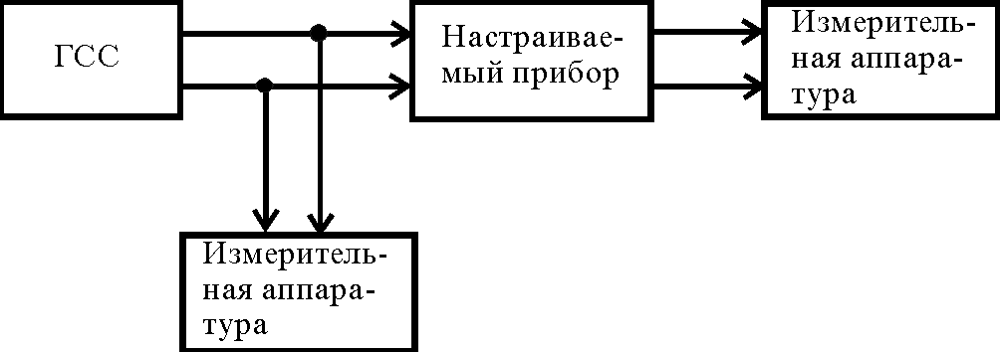 ГСС
Настраивае-
мый прибор
Измеритель-
ная аппара-
тура
Измеритель-
ная аппара-
тура